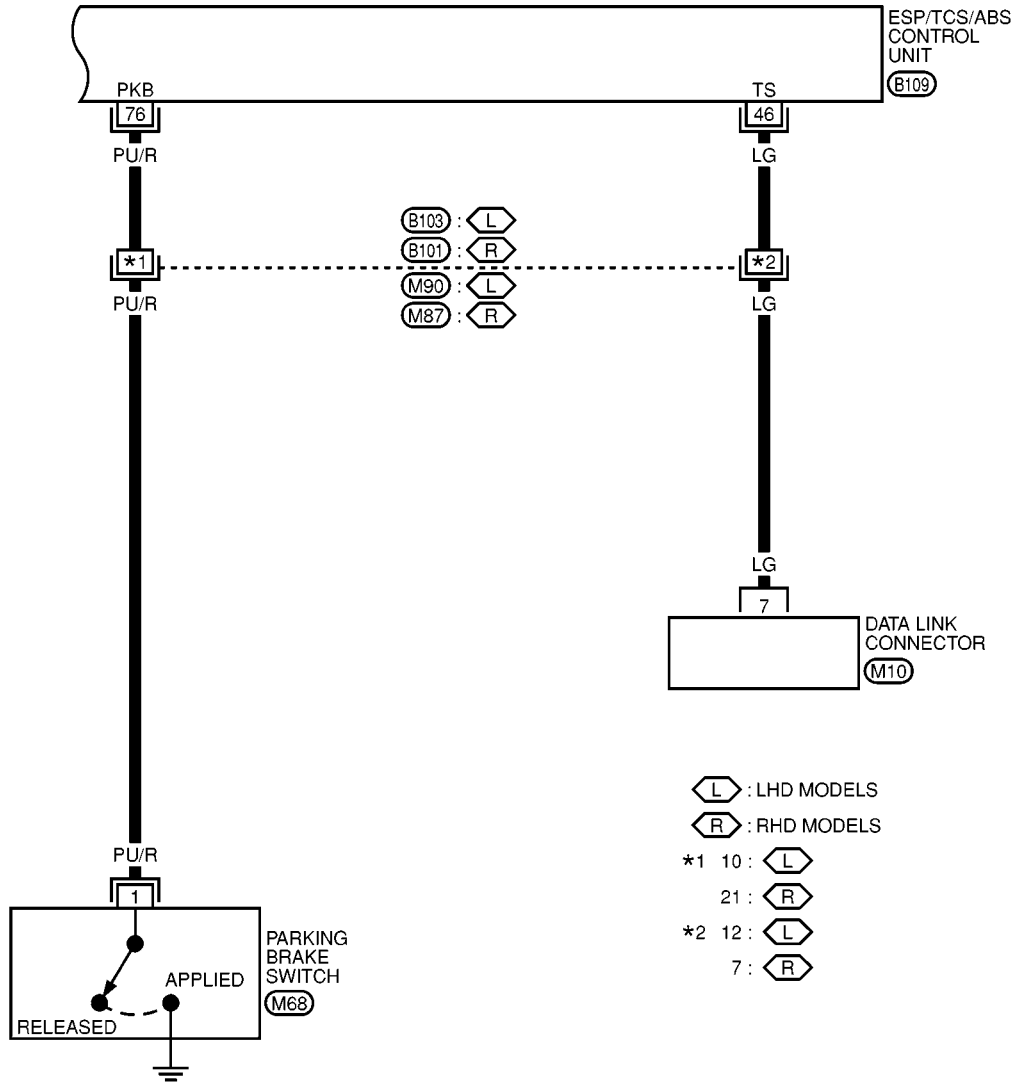 ESP/TCS/ABS
CONTROL
UNIT
B109
PKB
TS
76
46
PU/R
LG
B103 : L
B101 : R
*1
*2
M90 : L
M87 : R
PU/R
LG
LG
7
DATA LINK
CONNECTOR
M10
L : LHD MODELS
R : RHD MODELS
*1 10 : L
21 : R
*2 12 : L
7 : R
PU/R
1
PARKING
BRAKE
SWITCH
M68
APPLIED
RELEASED